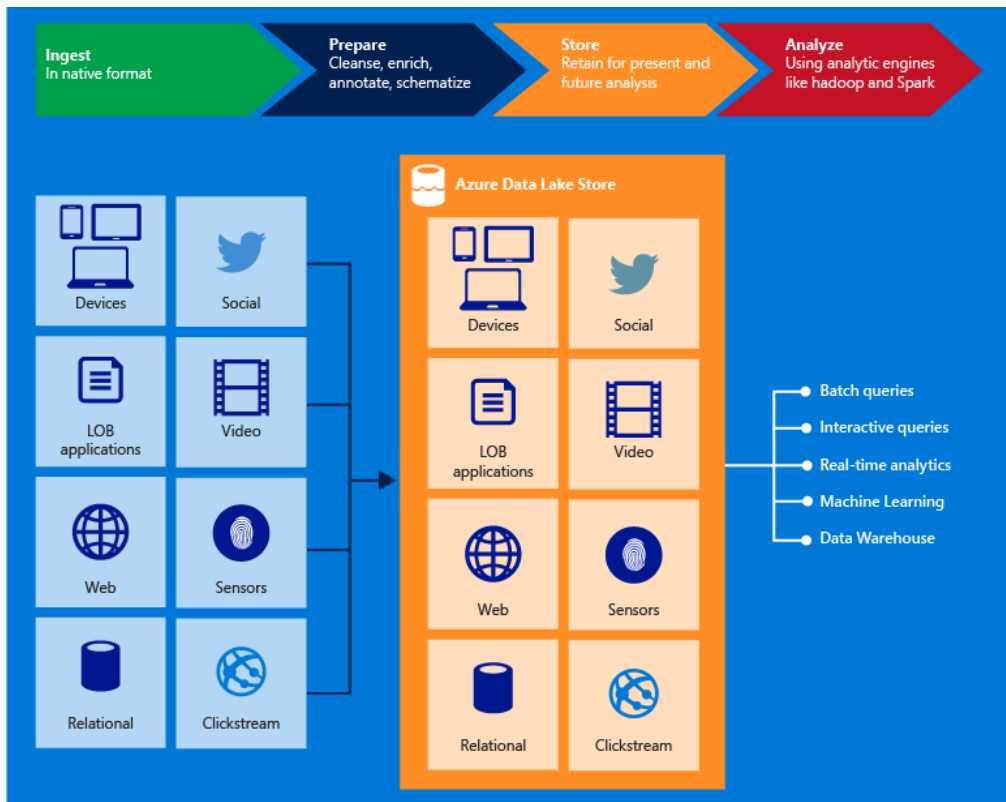 Ingest
In native format
Prepare
Cleanse, enrich,
annotate, schematize
Store
Retain for present and
future analysis
Analyze
Using analytic engines
like hadoop and Spark
Devices
Social
LOB
applications
Video
Web
Sensors
Relational
Clickstream
Azure Data Lake Store
Devices
Social
LOB
applications
Video
Web
Sensors
Relational
Clickstream
Batch queries
Interactive queries
Real-time analytics
Machine Learning
Data Warehouse